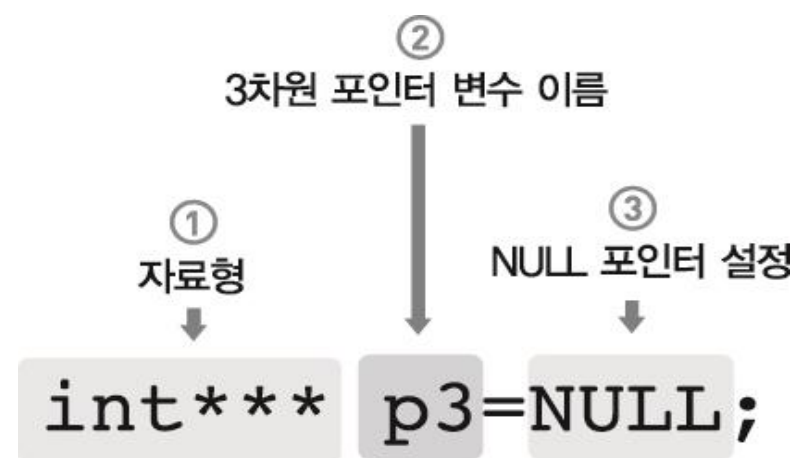 ②
3차원 포인터 변수 이름
①
자료형
③
NULL 포인터 설정
int*** p3=NULL;